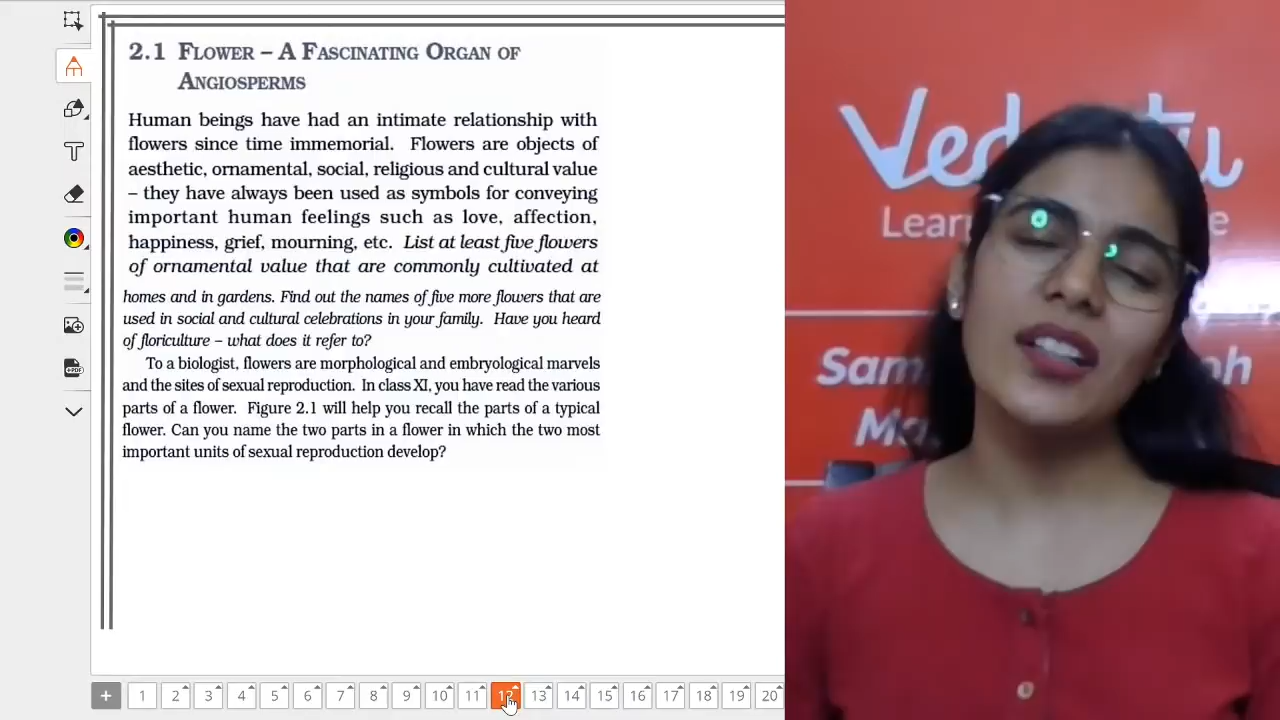 2.1 FLOWER – A FASCINATING ORGAN OF
ANGIOSPERMS
Human beings have had an intimate relationship with
flowers since time immemorial. Flowers are objects of
aesthetic, ornamental, social, religious and cultural value
– they have always been used as symbols for conveying
important human feelings such as love, affection,
happiness, grief, mourning, etc. List at least five flowers
of ornamental value that are commonly cultivated at
homes and in gardens. Find out the names of five more flowers that are
used in social and cultural celebrations in your family. Have you heard
of floriculture – what does it refer to?
To a biologist, flowers are morphological and embryological marvels
and the sites of sexual reproduction. In class XI, you have read the various
parts of a flower. Figure 2.1 will help you recall the parts of a typical
flower. Can you name the two parts in a flower in which the two most
important units of sexual reproduction develop?
T
PDF
+ 1 2 3 4 5 6 7 8 9 10 11 12 13 14 15 16 17 18 19 20